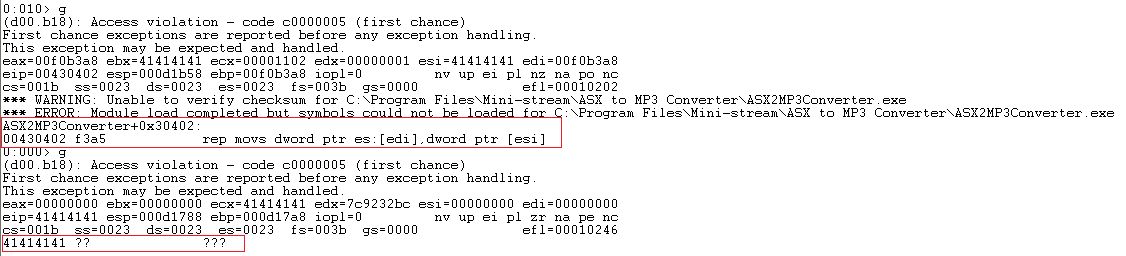 0:010> g
(d00.b18): Access violation - code c0000005 (first chance)
First chance exceptions are reported before any exception handling.
This exception may be expected and handled.
eax=00f0b3a8 ebx=41414141 ecx=00001102 edx=00000001 esi=41414141 edi=00f0b3a8
eip=00430402 esp=000d1b58 ebp=00f0b3a8 iopl=0 nv up ei pl nz na po nc
cs=001b ss=0023 ds=0023 es=0023 fs=003b gs=0000 efl=00010202
*** WARNING: Unable to verify checksum for C:\Program Files\Mini-stream\ASX to MP3 Converter\ASX2MP3Converter.exe
*** ERROR: Module load completed but symbols could not be loaded for C:\Program Files\Mini-stream\ASX to MP3 Converter\ASX2MP3Converter.exe
ASX2MP3Converter+0x30402:
00430402 f3a5 rep movs dword ptr es:[edi],dword ptr [esi]
0:000> g
(d00.b18): Access violation - code c0000005 (first chance)
First chance exceptions are reported before any exception handling.
This exception may be expected and handled.
eax=00000000 ebx=00000000 ecx=41414141 edx=7c9232bc esi=00000000 edi=00000000
eip=41414141 esp=000d1788 ebp=000d17a8 iopl=0 nv up ei pl zr na pe nc
cs=001b ss=0023 ds=0023 es=0023 fs=003b gs=0000 efl=00010246
41414141 ?? ???